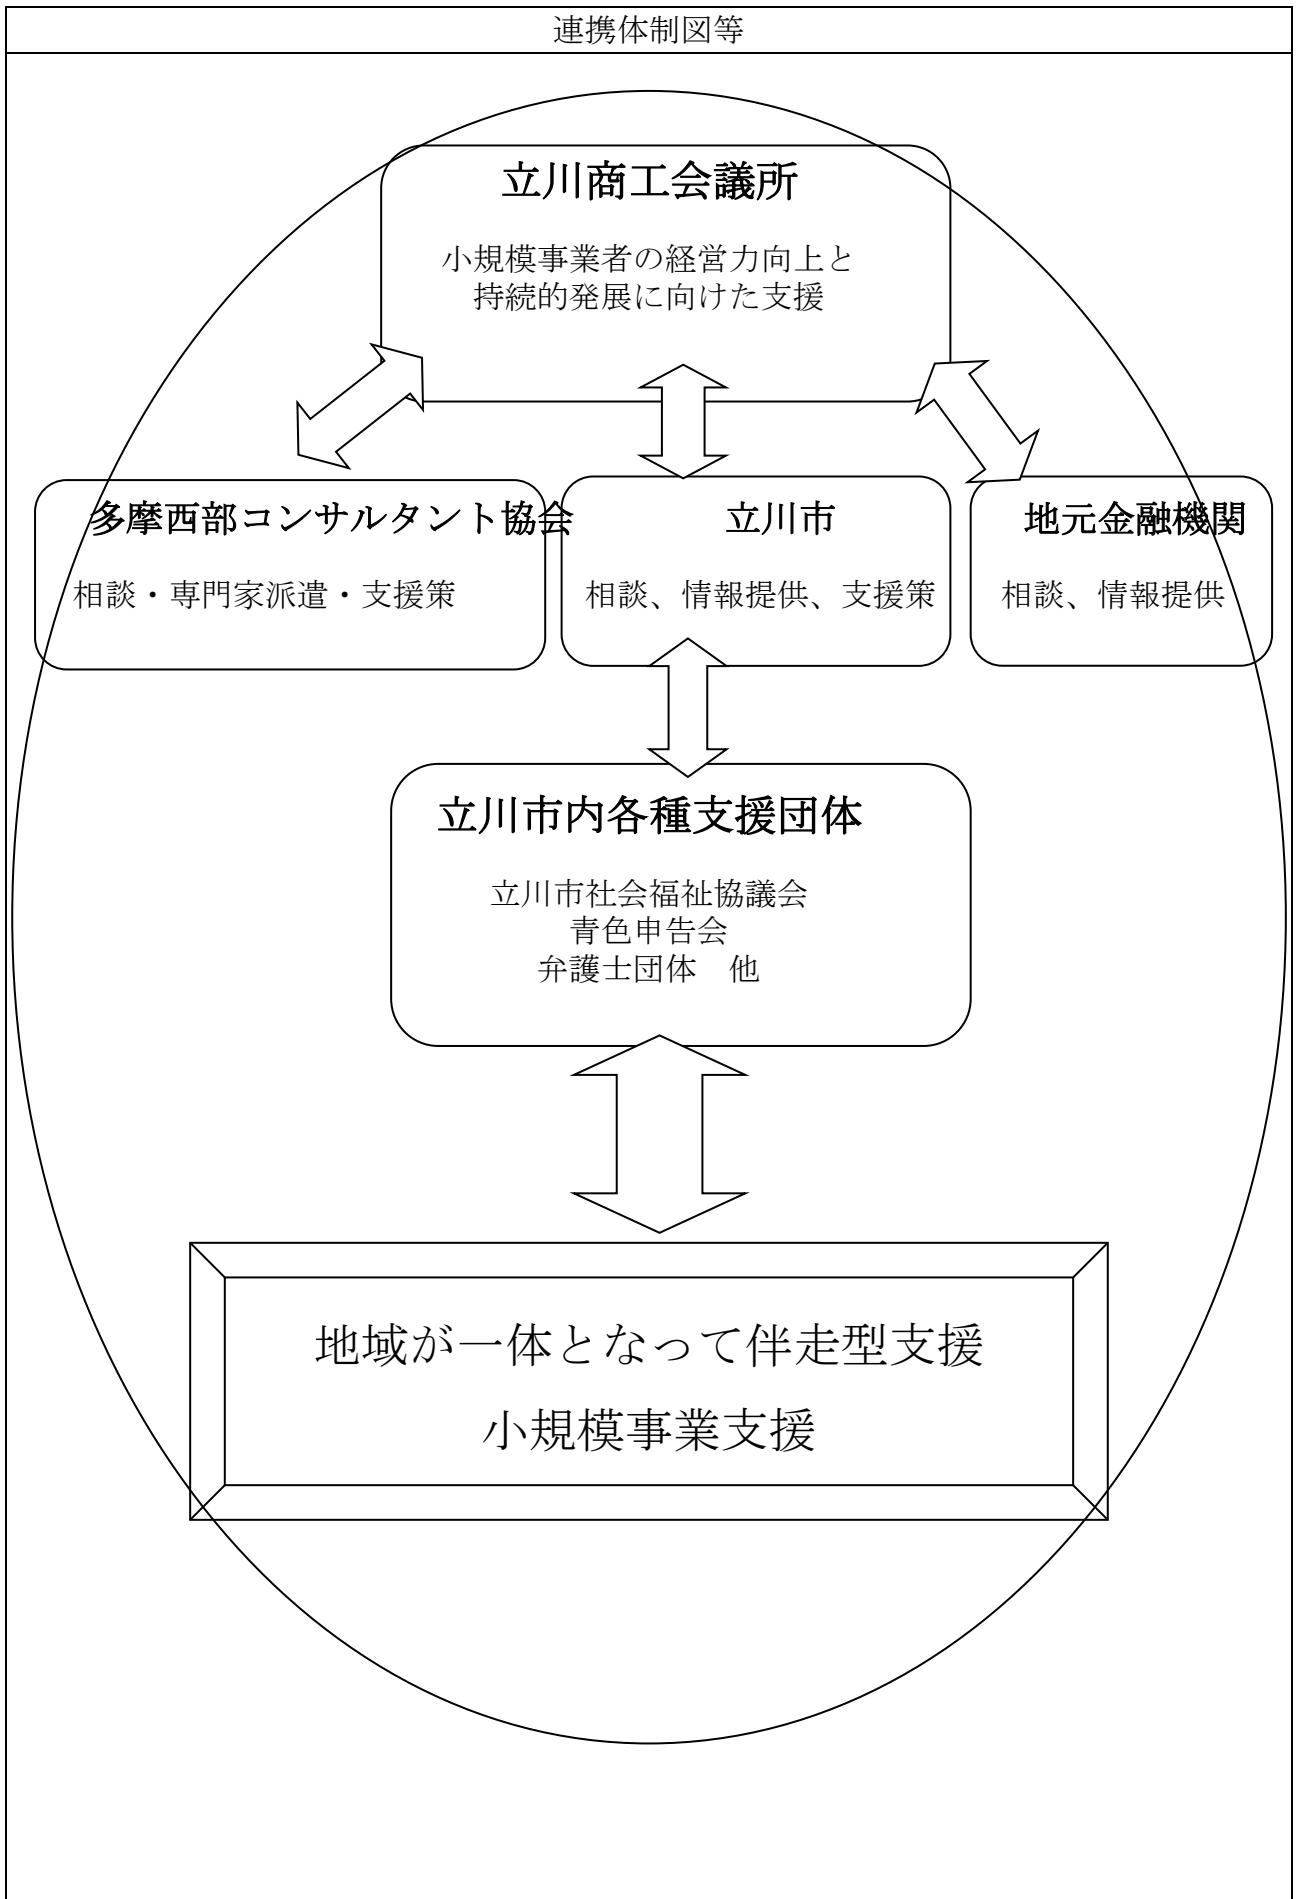 連携体制図等
立川商工会議所
小規模事業者の経営力向上と
持続的発展に向けた支援
多摩西部コンサルタント協会
相談・専門家派遣・支援策
立川市
相談、情報提供、支援策
地元金融機関
相談、情報提供
立川市内各種支援団体
立川市社会福祉協議会
青色申告会
弁護士団体　他
地域が一体となって伴走型支援
小規模事業支援